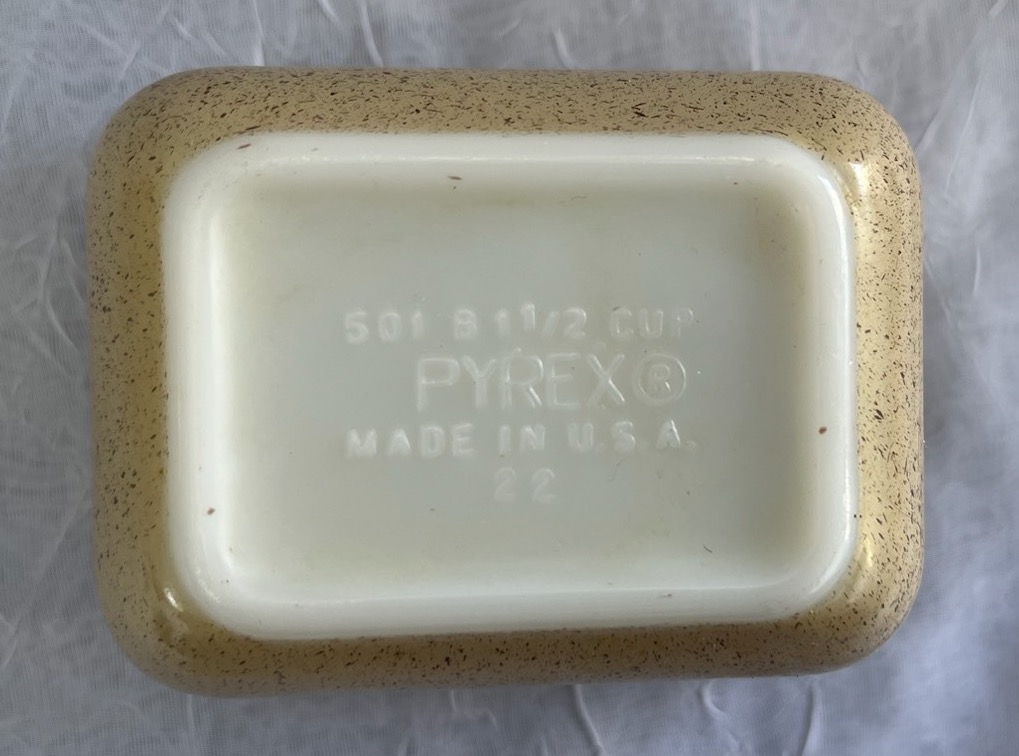 501 B 1 1/2 CUP
PYREX®
MADE IN U.S.A.
22